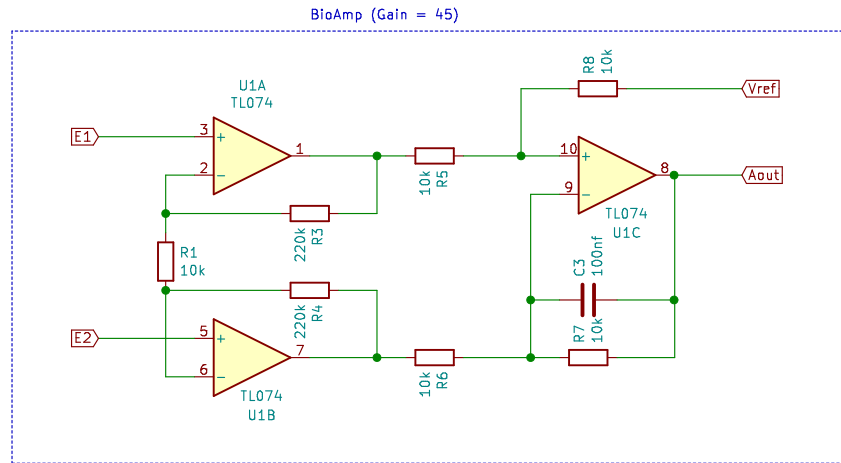 BioAmp (Gain = 45)
U1A
TL074
E1
3
+
2
−
1
R1
10k
220k
R3
220k
R4
E2
5
+
6
−
7
TL074
U1B
10k
R5
10k
R6
R8
10k
Vref
10
+
9
−
8
Aout
TL074
U1C
C3
100nf
R7
10k